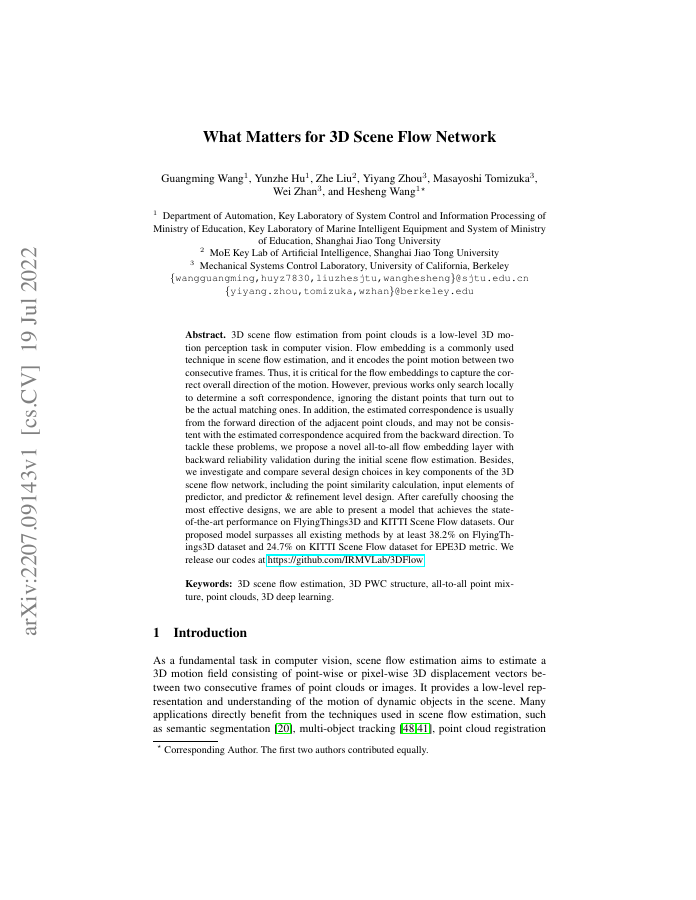 What Matters for 3D Scene Flow Network
Guangming Wang1, Yunzhe Hu1, Zhe Liu2, Yiyang Zhou3, Masayoshi Tomizuka3,
Wei Zhan3, and Hesheng Wang1⋆
1 Department of Automation, Key Laboratory of System Control and Information Processing of
Ministry of Education, Key Laboratory of Marine Intelligent Equipment and System of Ministry
of Education, Shanghai Jiao Tong University
2 MoE Key Lab of Artificial Intelligence, Shanghai Jiao Tong University
3 Mechanical Systems Control Laboratory, University of California, Berkeley
{wangguangming,huyz7830,liuzhesjtu,wanghesheng}@sjtu.edu.cn
{yiyang.zhou,tomizuka,wzhan}@berkeley.edu
Abstract. 3D scene flow estimation from point clouds is a low-level 3D mo-
tion perception task in computer vision. Flow embedding is a commonly used
technique in scene flow estimation, and it encodes the point motion between two
consecutive frames. Thus, it is critical for the flow embeddings to capture the cor-
rect overall direction of the motion. However, previous works only search locally
to determine a soft correspondence, ignoring the distant points that turn out to
be the actual matching ones. In addition, the estimated correspondence is usually
from the forward direction of the adjacent point clouds, and may not be consis-
tent with the estimated correspondence acquired from the backward direction. To
tackle these problems, we propose a novel all-to-all flow embedding layer with
backward reliability validation during the initial scene flow estimation. Besides,
we investigate and compare several design choices in key components of the 3D
scene flow network, including the point similarity calculation, input elements of
predictor, and predictor & refinement level design. After carefully choosing the
most effective designs, we are able to present a model that achieves the state-
of-the-art performance on FlyingThings3D and KITTI Scene Flow datasets. Our
proposed model surpasses all existing methods by at least 38.2% on FlyingTh-
ings3D dataset and 24.7% on KITTI Scene Flow dataset for EPE3D metric. We
release our codes at https://github.com/IRMVLab/3DFlow.
Keywords: 3D scene flow estimation, 3D PWC structure, all-to-all point mix-
ture, point clouds, 3D deep learning.
1 Introduction
As a fundamental task in computer vision, scene flow estimation aims to estimate a
3D motion field consisting of point-wise or pixel-wise 3D displacement vectors be-
tween two consecutive frames of point clouds or images. It provides a low-level rep-
resentation and understanding of the motion of dynamic objects in the scene. Many
applications directly benefit from the techniques used in scene flow estimation, such
as semantic segmentation [20], multi-object tracking [48,41], point cloud registration
⋆ Corresponding Author. The first two authors contributed equally.
arXiv:2207.09143v1 [cs.CV] 19 Jul 2022